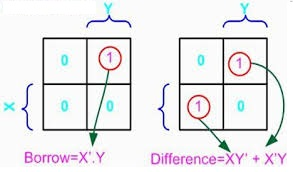 Y Y
0 1 0 1
X 0 0 1 0
Borrow=X'.Y Difference=XY' + X'Y